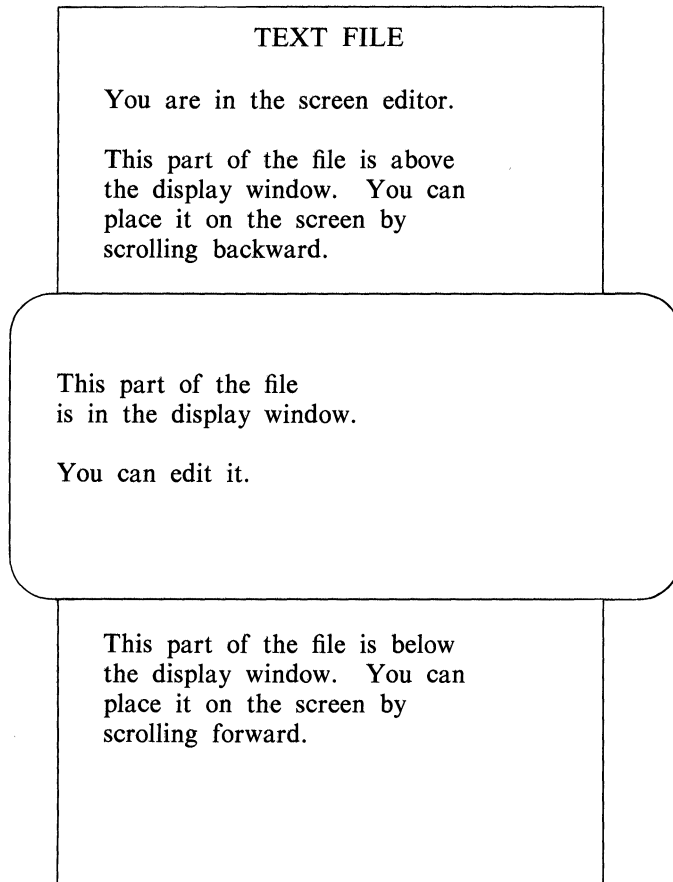 TEXT FILE
You are in the screen editor.
This part of the file is above
the display window. You can
place it on the screen by
scrolling backward.
This part of the file
is in the display window.
You can edit it.
This part of the file is below
the display window. You can
place it on the screen by
scrolling forward.